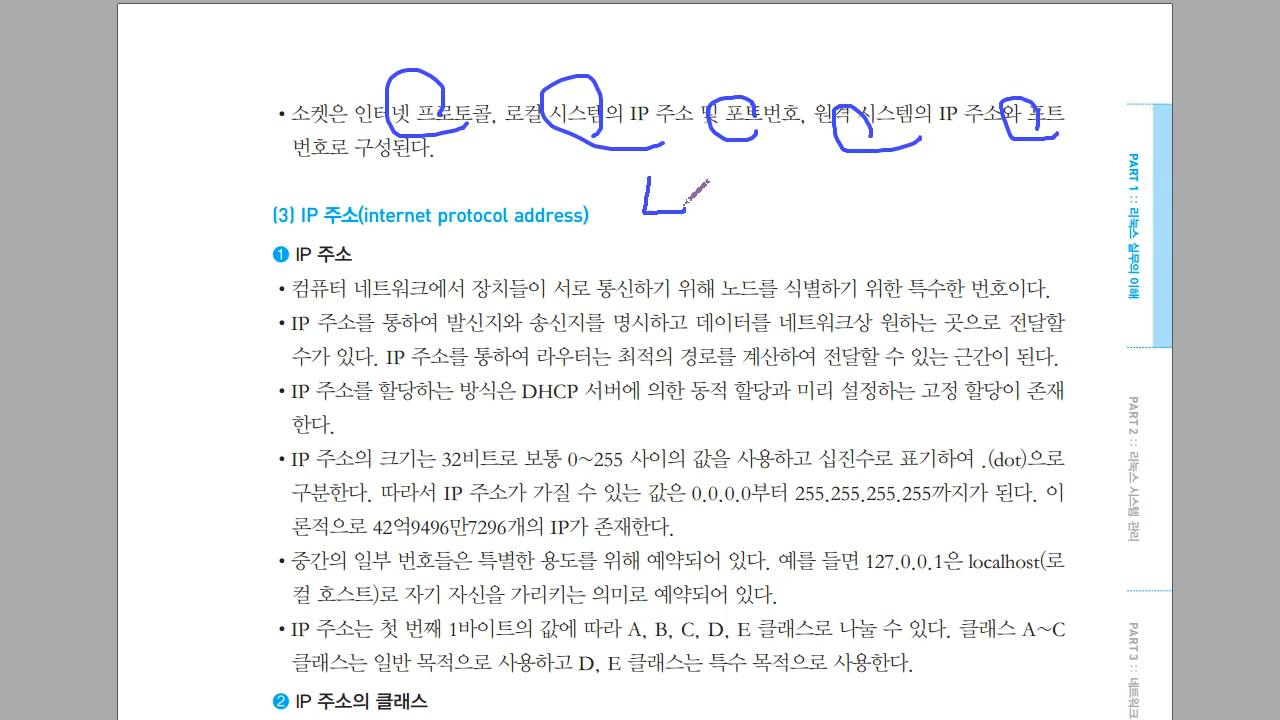 • 소켓은 인터넷 프로토콜, 로컬 시스템의 IP 주소 및 포트번호, 원격 시스템의 IP 주소와 포트
번호로 구성된다.
(3) IP 주소(internet protocol address)
1 IP 주소
• 컴퓨터 네트워크에서 장치들이 서로 통신하기 위해 노드를 식별하기 위한 특수한 번호이다.
• IP 주소를 통하여 발신지와 송신지를 명시하고 데이터를 네트워크상 원하는 곳으로 전달할
수가 있다. IP 주소를 통하여 라우터는 최적의 경로를 계산하여 전달할 수 있는 근간이 된다.
• IP 주소를 할당하는 방식은 DHCP 서버에 의한 동적 할당과 미리 설정하는 고정 할당이 존재
한다.
• IP 주소의 크기는 32비트로 보통 0~255 사이의 값을 사용하고 십진수로 표기하여 .(dot)으로
구분한다. 따라서 IP 주소가 가질 수 있는 값은 0.0.0.0부터 255.255.255.255까지가 된다. 이
론적으로 42억9496만7296개의 IP가 존재한다.
• 중간의 일부 번호들은 특별한 용도를 위해 예약되어 있다. 예를 들면 127.0.0.1은 localhost(로
컬 호스트)로 자기 자신을 가리키는 의미로 예약되어 있다.
• IP 주소는 첫 번째 1바이트의 값에 따라 A, B, C, D, E 클래스로 나눌 수 있다. 클래스 A~C
클래스는 일반 목적으로 사용하고 D, E 클래스는 특수 목적으로 사용한다.
2 IP 주소의 클래스
PART 1 :: 리눅스 실무의 이해
PART 2 :: 리눅스 시스템 관리
PART 3 :: 네트워크